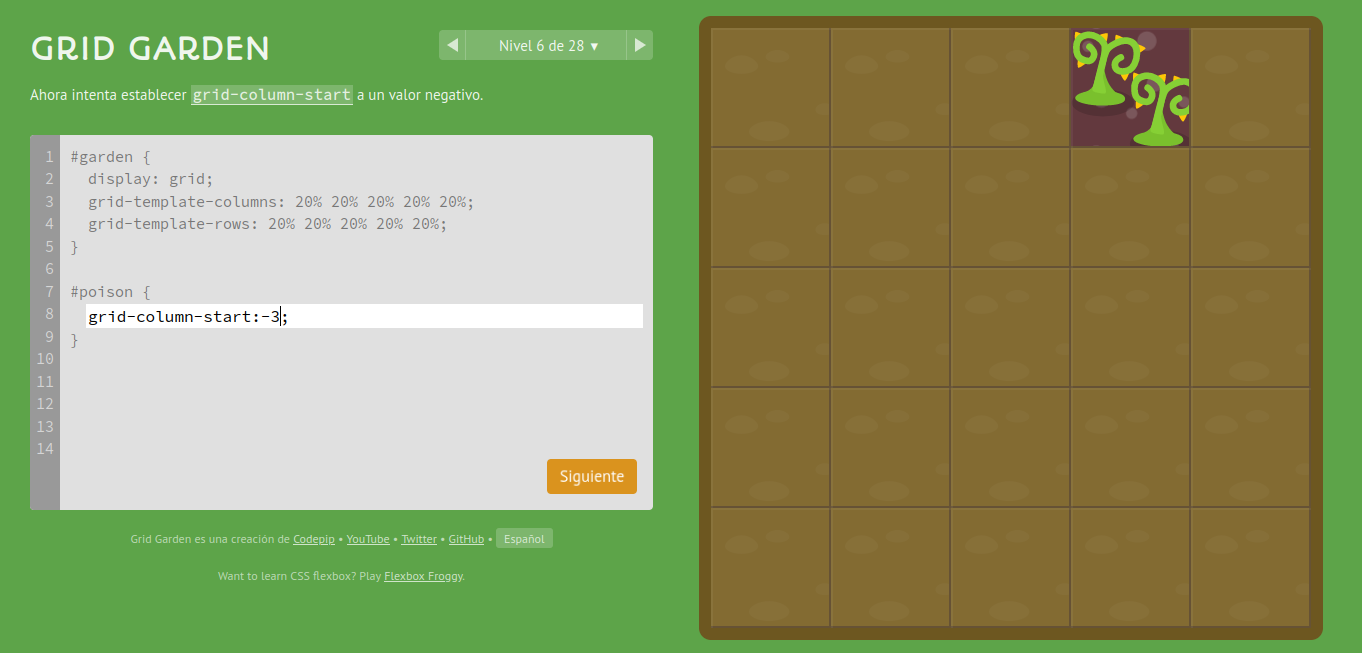 GRID GARDEN
◀ Nivel 6 de 28 ▾ ▶
Ahora intenta establecer grid-column-start a un valor negativo.
1 #garden {
2 display: grid;
3 grid-template-columns: 20% 20% 20% 20% 20%;
4 grid-template-rows: 20% 20% 20% 20% 20%;
5 }
6
7 #poison {
8 grid-column-start:-3;
9 }
10
11
12
13
14
Siguiente
Grid Garden es una creación de Codepip • YouTube • Twitter • GitHub • Español
Want to learn CSS flexbox? Play Flexbox Froggy.